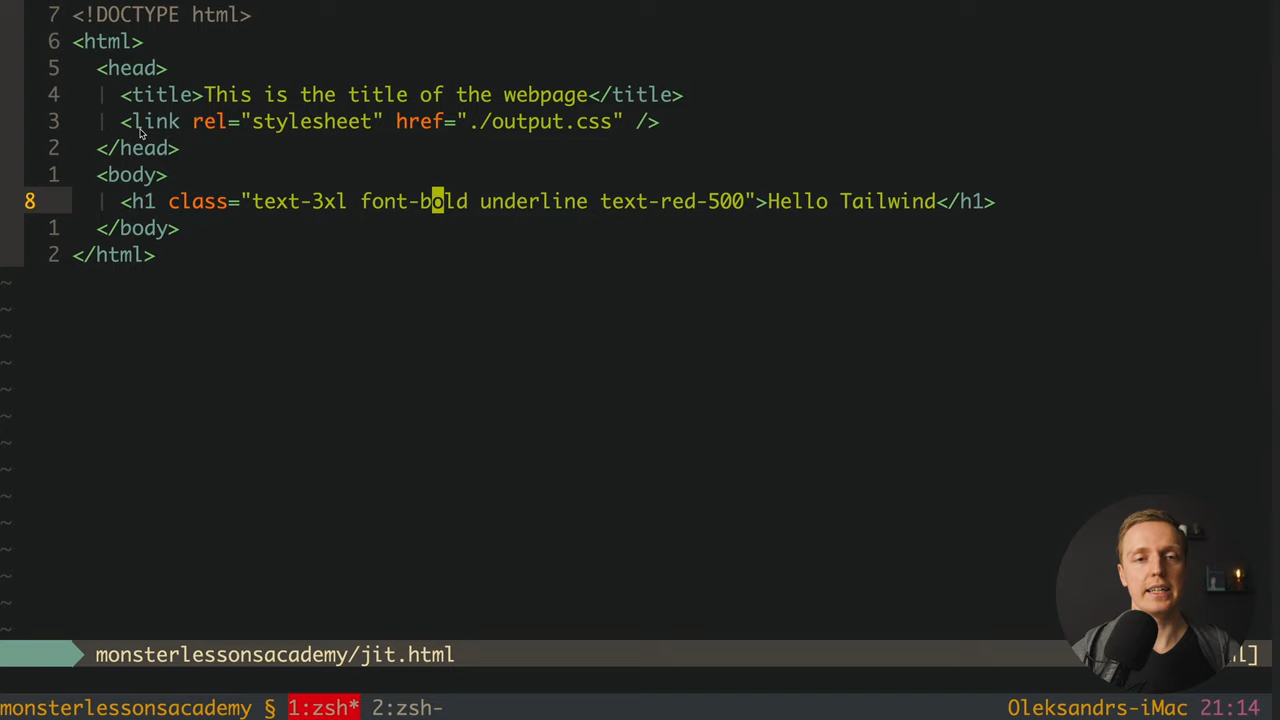 7 <!DOCTYPE html>
6 <html>
5 <head>
4 <title>This is the title of the webpage</title>
3 <link rel="stylesheet" href="./output.css" />
2 </head>
1 <body>
8 <h1 class="text-3xl font-bold underline text-red-500">Hello Tailwind</h1>
1 </body>
2 </html>
~
~
~
~
~
~
~
~
~
~
~
~
~
~
monsterlessonsacademy/jit.html l]
monsterlessonsacademy § 1:zsh* 2:zsh- Oleksandrs-iMac 21:14